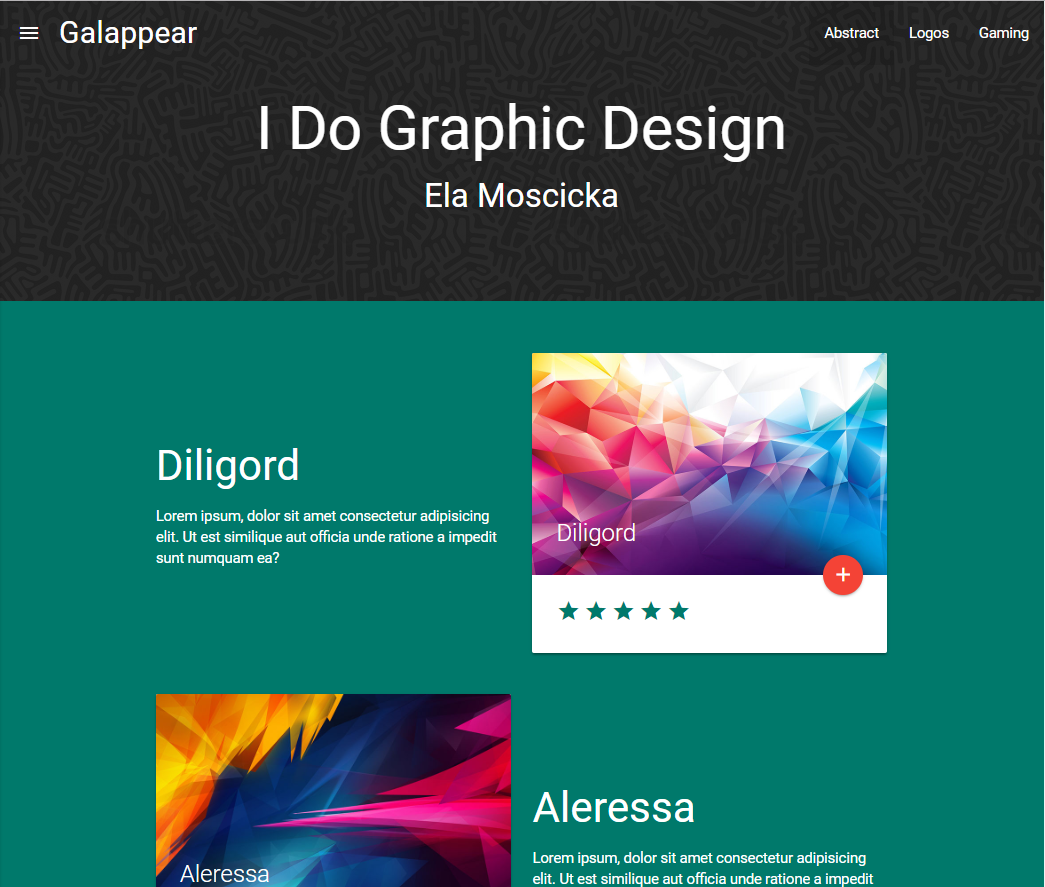 Galappear
Abstract
Logos
Gaming
I Do Graphic Design
Ela Moscicka
Diligord
Lorem ipsum, dolor sit amet consectetur adipisicing
elit. Ut est similique aut officia unde ratione a impedit
sunt numquam ea?
Diligord
+
Aleressa
Aleressa
Lorem ipsum, dolor sit amet consectetur adipisicing
elit. Ut est similique aut officia unde ratione a impedit